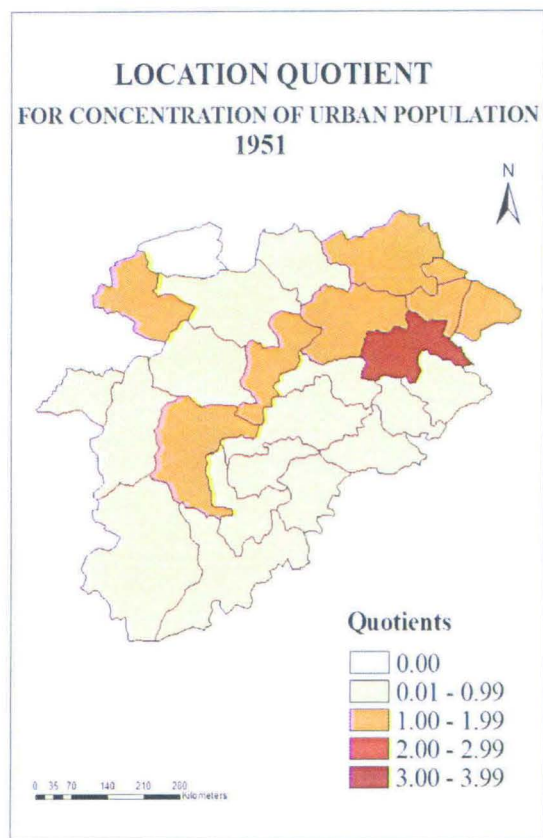 LOCATION QUOTIENT
FOR CONCENTRATION OF URBAN POPULATION
1951
N
Quotients
0.00
0.01 - 0.99
1.00 - 1.99
2.00 - 2.99
3.00 - 3.99
0 35 70 140 210 280
Kilometers